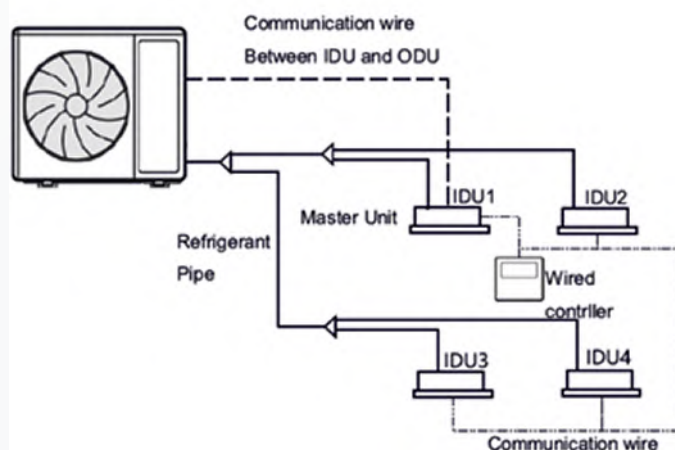 Communication wire
Between IDU and ODU
IDU1
IDU2
Master Unit
Refrigerant
Pipe
Wired
contrller
IDU3
IDU4
Communication wire